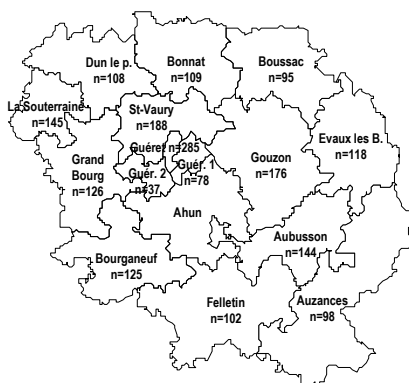 Dun le p.
n=108
Bonnat
n=109
Boussac
n=95
La Souterraine
n=145
St-Vaury
n=188
Evaux les B.
n=118
Guéret n=285
Grand
Bourg
n=126
Guér. 1
n=78
Guér. 2
n=37
Gouzon
n=176
Ahun
Aubusson
n=144
Bourganeuf
n=125
Felletin
n=102
Auzances
n=98